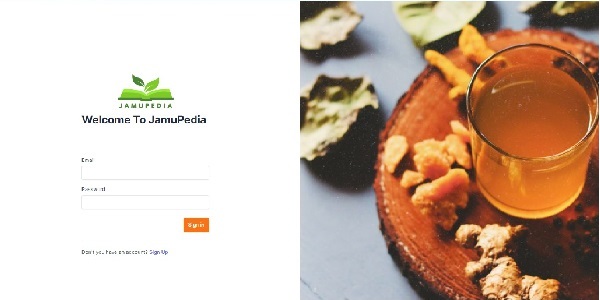 JAMUPEDIA
Welcome To JamuPedia
Email
Password
Sign in
Don't you have an account? Sign Up